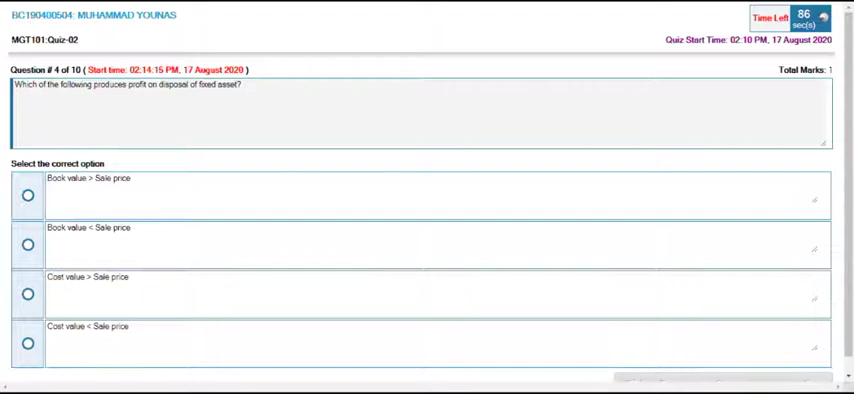 BC190400504: MUHAMMAD YOUNAS
Time Left 86 sec(s)
MGT101:Quiz-02
Quiz Start Time: 02:10 PM, 17 August 2020
Question # 4 of 10 ( Start time: 02:14:15 PM, 17 August 2020 )
Total Marks: 1
Which of the following produces profit on disposal of fixed asset?
Select the correct option
Book value > Sale price
Book value < Sale price
Cost value > Sale price
Cost value < Sale price